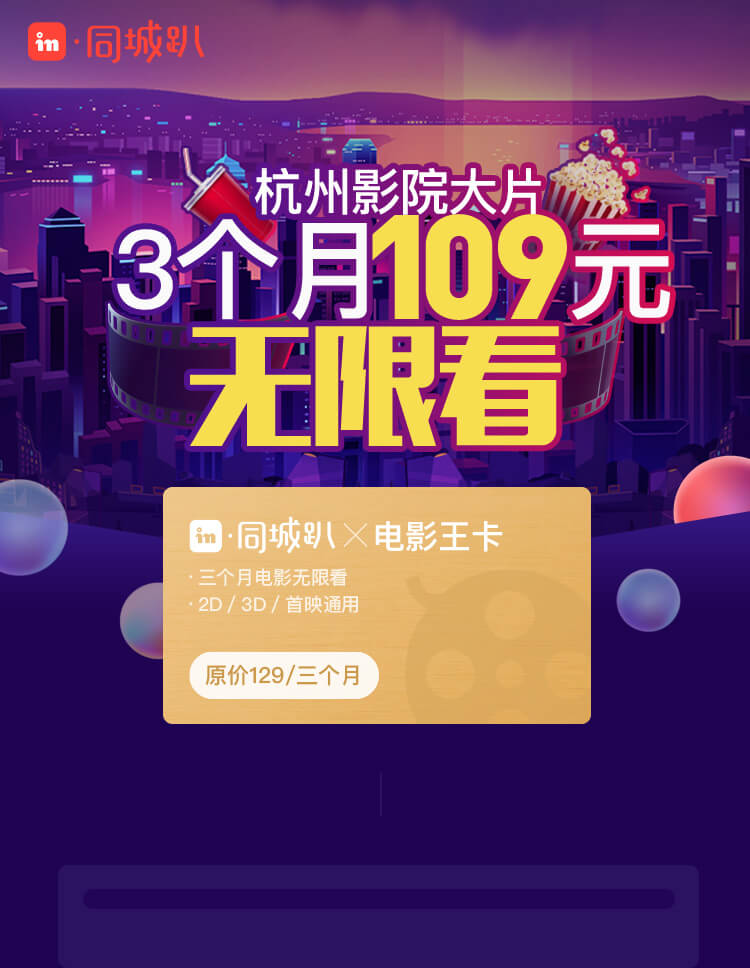 in·同城趴
杭州影院大片
3个月109元
无限看
in·同城趴×电影王卡
·三个月电影无限看
·2D / 3D / 首映通用
原价129/三个月